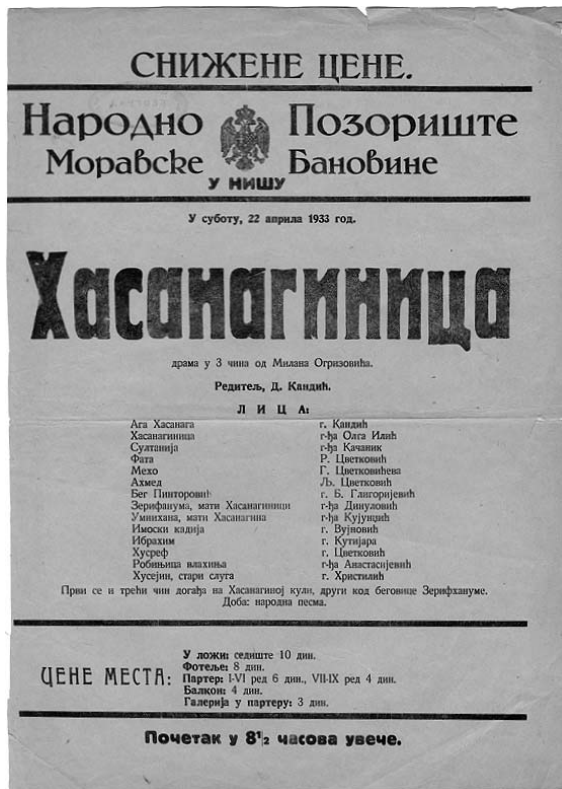 СНИЖЕНЕ ЦЕНЕ.
Народно Позориште
Моравске Бановине
У НИШУ
У суботу, 22 априла 1933 год.
Хасанагиница
драма у 3 чина од Милана Огризовића.
Редитељ, Д. Кандић.
ЛИЦА:
Ага Хасанага г. Кандић
Хасанагиница г-ђа Олга Илић
Султанија г-ђа Качаник
Фата Р. Цветковић
Мехо Г. Цветковићева
Ахмед Љ. Цветковић
Бег Пинторовић г. Б. Глигоријевић
Зерифанума, мати Хасанагиници г-ђа Динуловић
Умнихана, мати Хасанагина г-ђа Кујунџић
Имоски кадија г. Вујновић
Ибрахим г. Кутијара
Хусреф г. Цветковић
Робињица влахиња г-ђа Анастасијевић
Хусејин, стари слуга г. Христилић
Први се и трећи чин догађа на Хасанагиној кули, други код беговице Зерифхануме.
Доба: народна песма.
ЦЕНЕ МЕСТА:
У ложи: седиште 10 дин.
Фотеље: 8 дин.
Партер: I-VI ред 6 дин., VII-IX ред 4 дин.
Балкон: 4 дин.
Галерија у партеру: 3 дин.
Почетак у 8½ часова увече.